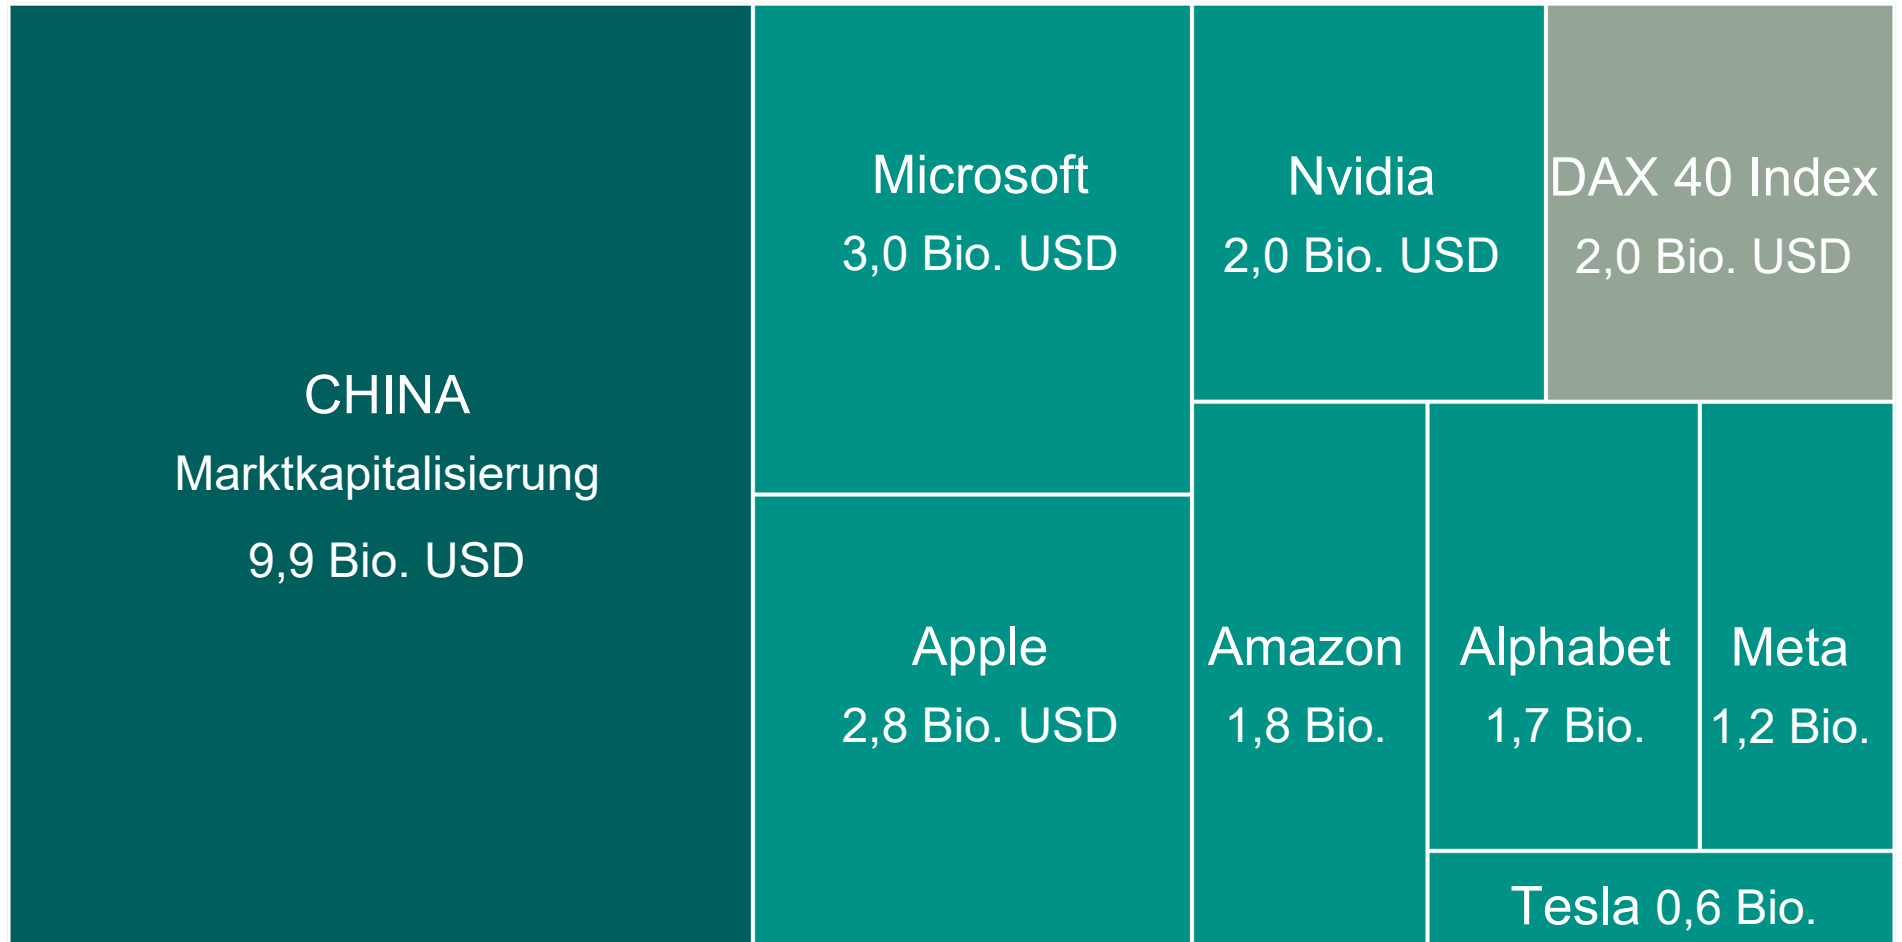 CHINA
Marktkapitalisierung
9,9 Bio. USD
Microsoft
3,0 Bio. USD
Apple
2,8 Bio. USD
Nvidia
2,0 Bio. USD
DAX 40 Index
2,0 Bio. USD
Amazon
1,8 Bio.
Alphabet
1,7 Bio.
Meta
1,2 Bio.
Tesla 0,6 Bio.